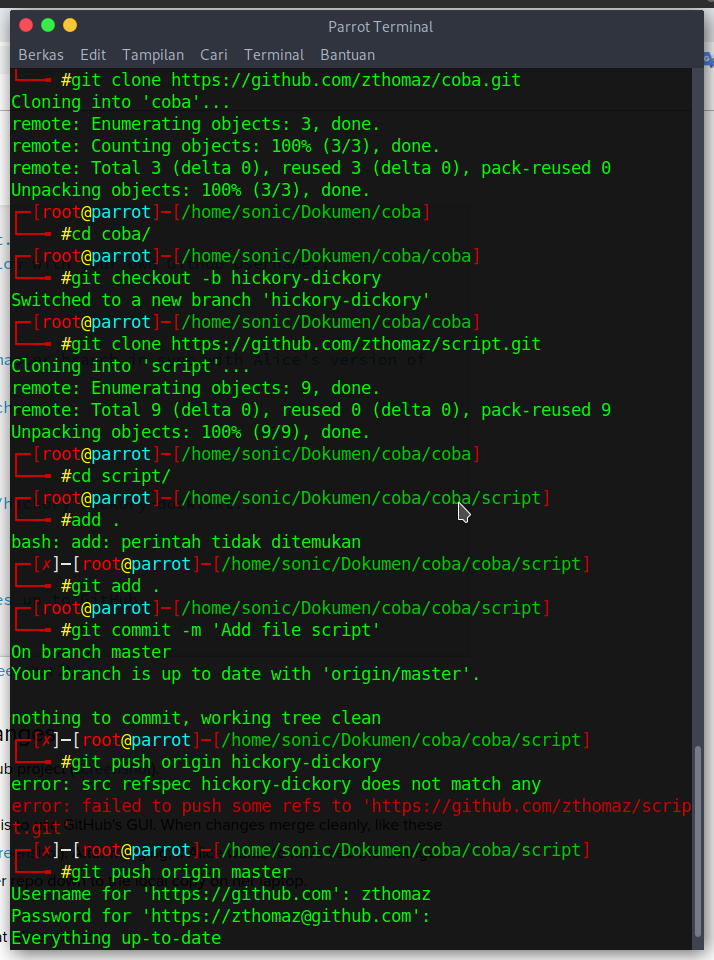 Parrot Terminal
Berkas Edit Tampilan Cari Terminal Bantuan
#git clone https://github.com/zthomaz/coba.git
Cloning into 'coba'...
remote: Enumerating objects: 3, done.
remote: Counting objects: 100% (3/3), done.
remote: Total 3 (delta 0), reused 3 (delta 0), pack-reused 0
Unpacking objects: 100% (3/3), done.
┌─[root@parrot]─[/home/sonic/Dokumen/coba]
└──╼ #cd coba/
┌─[root@parrot]─[/home/sonic/Dokumen/coba/coba]
└──╼ #git checkout -b hickory-dickory
Switched to a new branch 'hickory-dickory'
┌─[root@parrot]─[/home/sonic/Dokumen/coba/coba]
└──╼ #git clone https://github.com/zthomaz/script.git
Cloning into 'script'...
remote: Enumerating objects: 9, done.
remote: Total 9 (delta 0), reused 0 (delta 0), pack-reused 9
Unpacking objects: 100% (9/9), done.
┌─[root@parrot]─[/home/sonic/Dokumen/coba/coba]
└──╼ #cd script/
┌─[root@parrot]─[/home/sonic/Dokumen/coba/coba/script]
└──╼ #add .
bash: add: perintah tidak ditemukan
┌─[✗]─[root@parrot]─[/home/sonic/Dokumen/coba/coba/script]
└──╼ #git add .
┌─[root@parrot]─[/home/sonic/Dokumen/coba/coba/script]
└──╼ #git commit -m 'Add file script'
On branch master
Your branch is up to date with 'origin/master'.
nothing to commit, working tree clean
┌─[✗]─[root@parrot]─[/home/sonic/Dokumen/coba/coba/script]
└──╼ #git push origin hickory-dickory
error: src refspec hickory-dickory does not match any
error: failed to push some refs to 'https://github.com/zthomaz/scrip
t.git'
┌─[✗]─[root@parrot]─[/home/sonic/Dokumen/coba/coba/script]
└──╼ #git push origin master
Username for 'https://github.com': zthomaz
Password for 'https://zthomaz@github.com':
Everything up-to-date